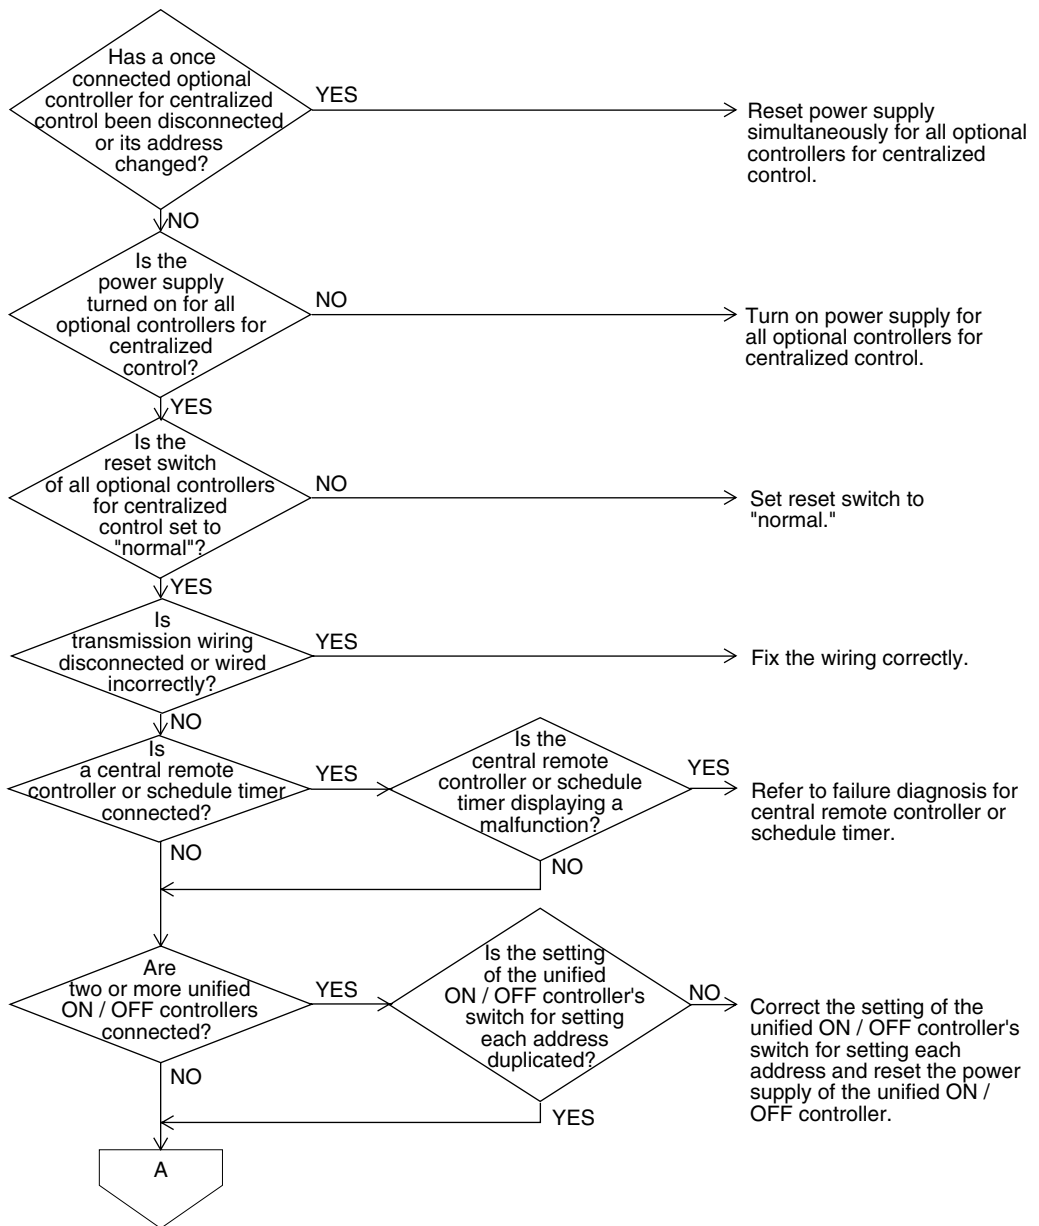 Has a once
connected optional
controller for centralized
control been disconnected
or its address
changed?
YES
Reset power supply
simultaneously for all optional
controllers for centralized
control.
NO
Is the
power supply
turned on for all
optional controllers for
centralized
control?
NO
Turn on power supply for
all optional controllers for
centralized control.
YES
Is the
reset switch
of all optional controllers
for centralized
control set to
"normal"?
NO
Set reset switch to
"normal."
YES
Is
transmission wiring
disconnected or wired
incorrectly?
YES
Fix the wiring correctly.
NO
Is
a central remote
controller or schedule timer
connected?
YES
Is the
central remote
controller or schedule
timer displaying a
malfunction?
YES
Refer to failure diagnosis for
central remote controller or
schedule timer.
NO
NO
Are
two or more unified
ON / OFF controllers
connected?
YES
Is the setting
of the unified
ON / OFF controller's
switch for setting
each address
duplicated?
NO
Correct the setting of the
unified ON / OFF controller's
switch for setting each
address and reset the power
supply of the unified ON /
OFF controller.
NO
YES
A